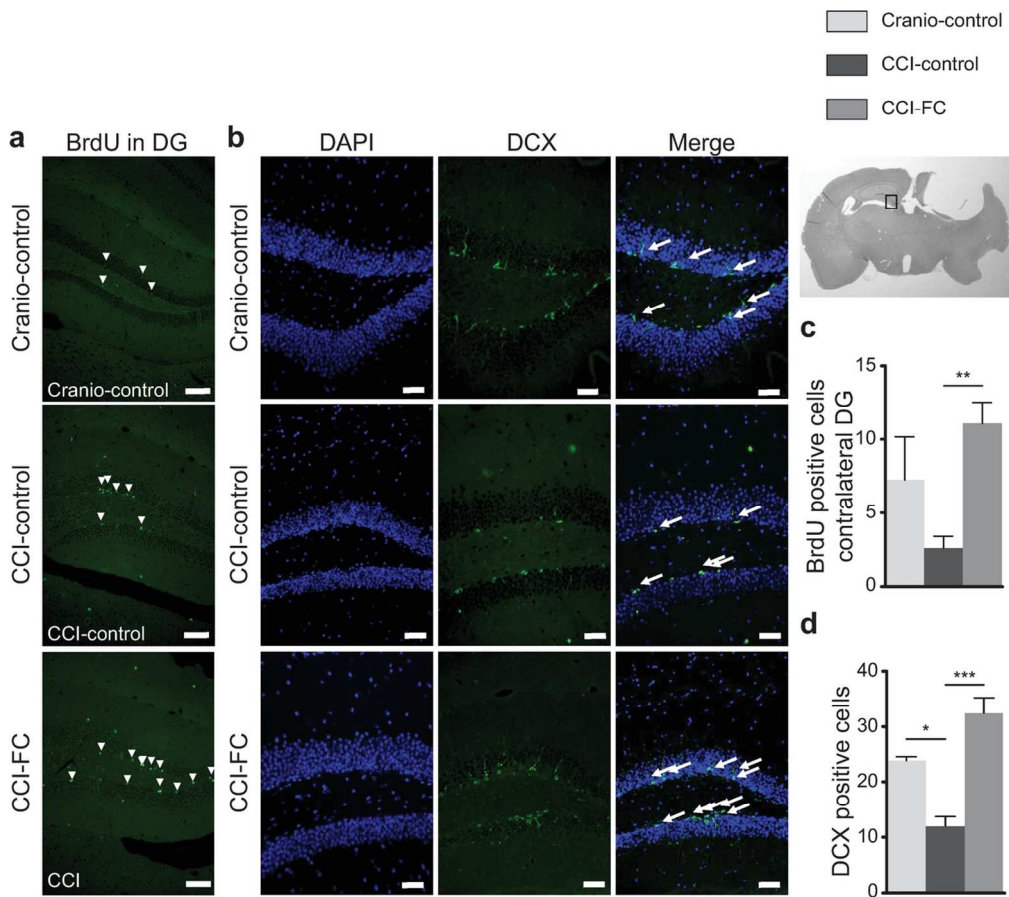 Cranio-control
CCI-control
CCI-FC
a
BrdU in DG
b
DAPI
DCX
Merge
Cranio-control
Cranio-control
Cranio-control
CCI-control
CCI-control
CCI-control
CCI-FC
CCI
CCI-FC
c
BrdU positive cells
contralateral DG
15
10
5
0
**
d
DCX positive cells
40
30
20
10
0
*
***